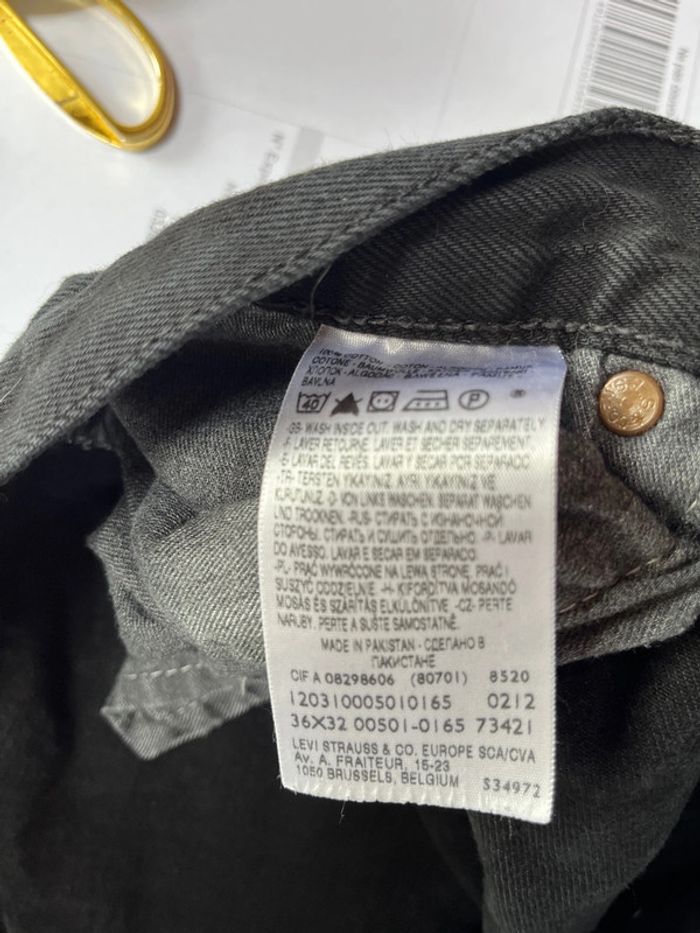 100% COTTON
BAVLNA
40
P
®
-GB- WASH INSIDE OUT. WASH AND DRY SEPARATELY
-F- LAVER RETOURNE. LAVER ET SECHER SEPAREMENT.
-E- LAVAR DEL REVÉS. LAVAR Y SECAR POR SEPARADO
-TR- TERSTEN YIKAYINIZ. AYRI YIKAYINIZ VE
KURUTUNUZ. -D- VON LINKS WASCHEN. SEPARAT WASCHEN
UND TROCKNEN. -RUS- СТИРАТЬ С ИЗНАНОЧНОЙ
СТОРОНЫ. СТИРАТЬ И СУШИТЬ ОТДЕЛЬНО. -P- LAVAR
DO AVESSO. LAVAR E SECAR EM SEPARADO.
-PL- PRAĆ WYWRÓCONE NA LEWĄ STRONĘ. PRAĆ I
SUSZYĆ ODDZIELNIE. -H- KIFORDÍTVA MOSANDÓ
MOSÁS ÉS SZÁRÍTÁS ELKÜLÖNÍTVE -CZ- PERTE
NARUBY. PERTE A SUŠTE SAMOSTATNĚ.
MADE IN PAKISTAN - СДЕЛАНО В
ПАКИСТАНЕ
CIF A 08298606 (80701) 8520
120310005010165 0212
36X32 00501-0165 73421
LEVI STRAUSS & CO. EUROPE SCA/CVA
Av. A. FRAITEUR, 15-23
1050 BRUSSELS, BELGIUM S34972